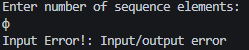 Enter number of sequence elements:
ф
Input Error!: Input/output error